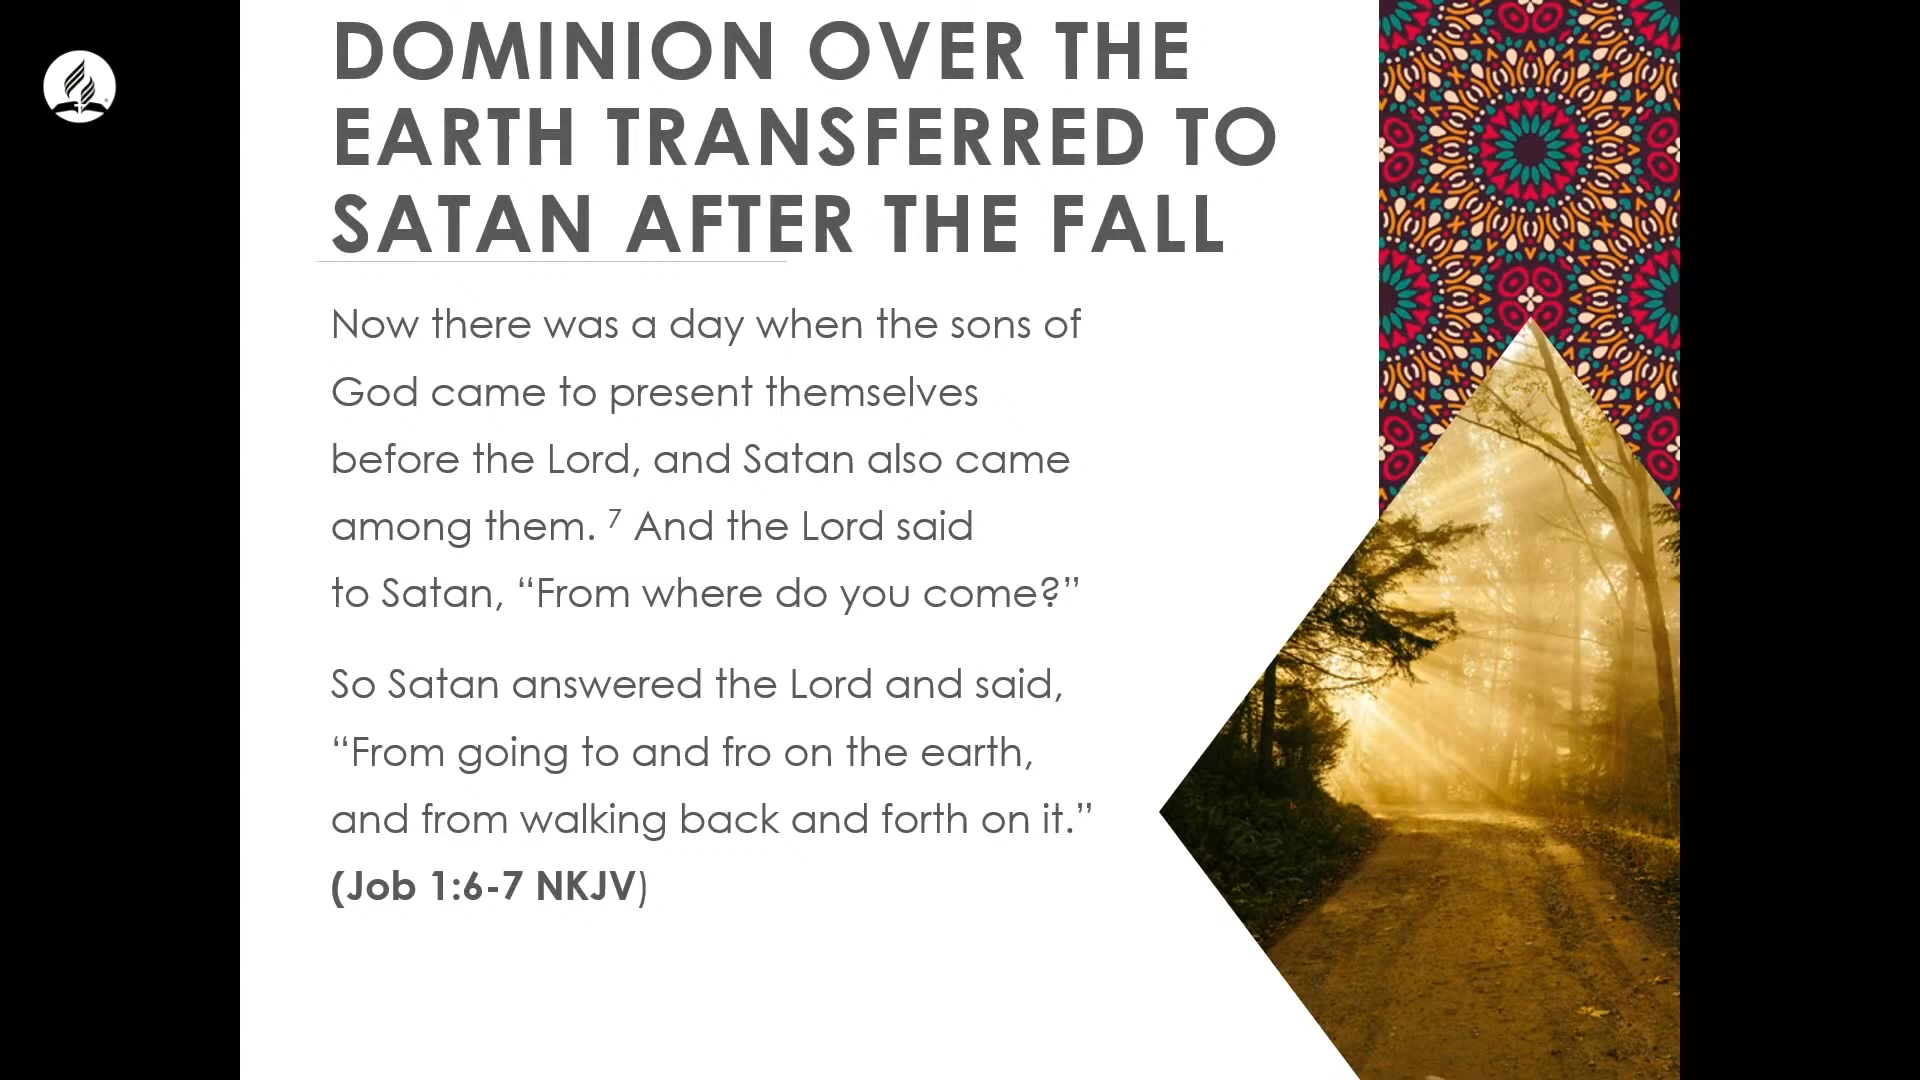 DOMINION OVER THE
EARTH TRANSFERRED TO
SATAN AFTER THE FALL
Now there was a day when the sons of
God came to present themselves
before the Lord, and Satan also came
among them. ⁷ And the Lord said
to Satan, “From where do you come?”
So Satan answered the Lord and said,
“From going to and fro on the earth,
and from walking back and forth on it.”
(Job 1:6-7 NKJV)